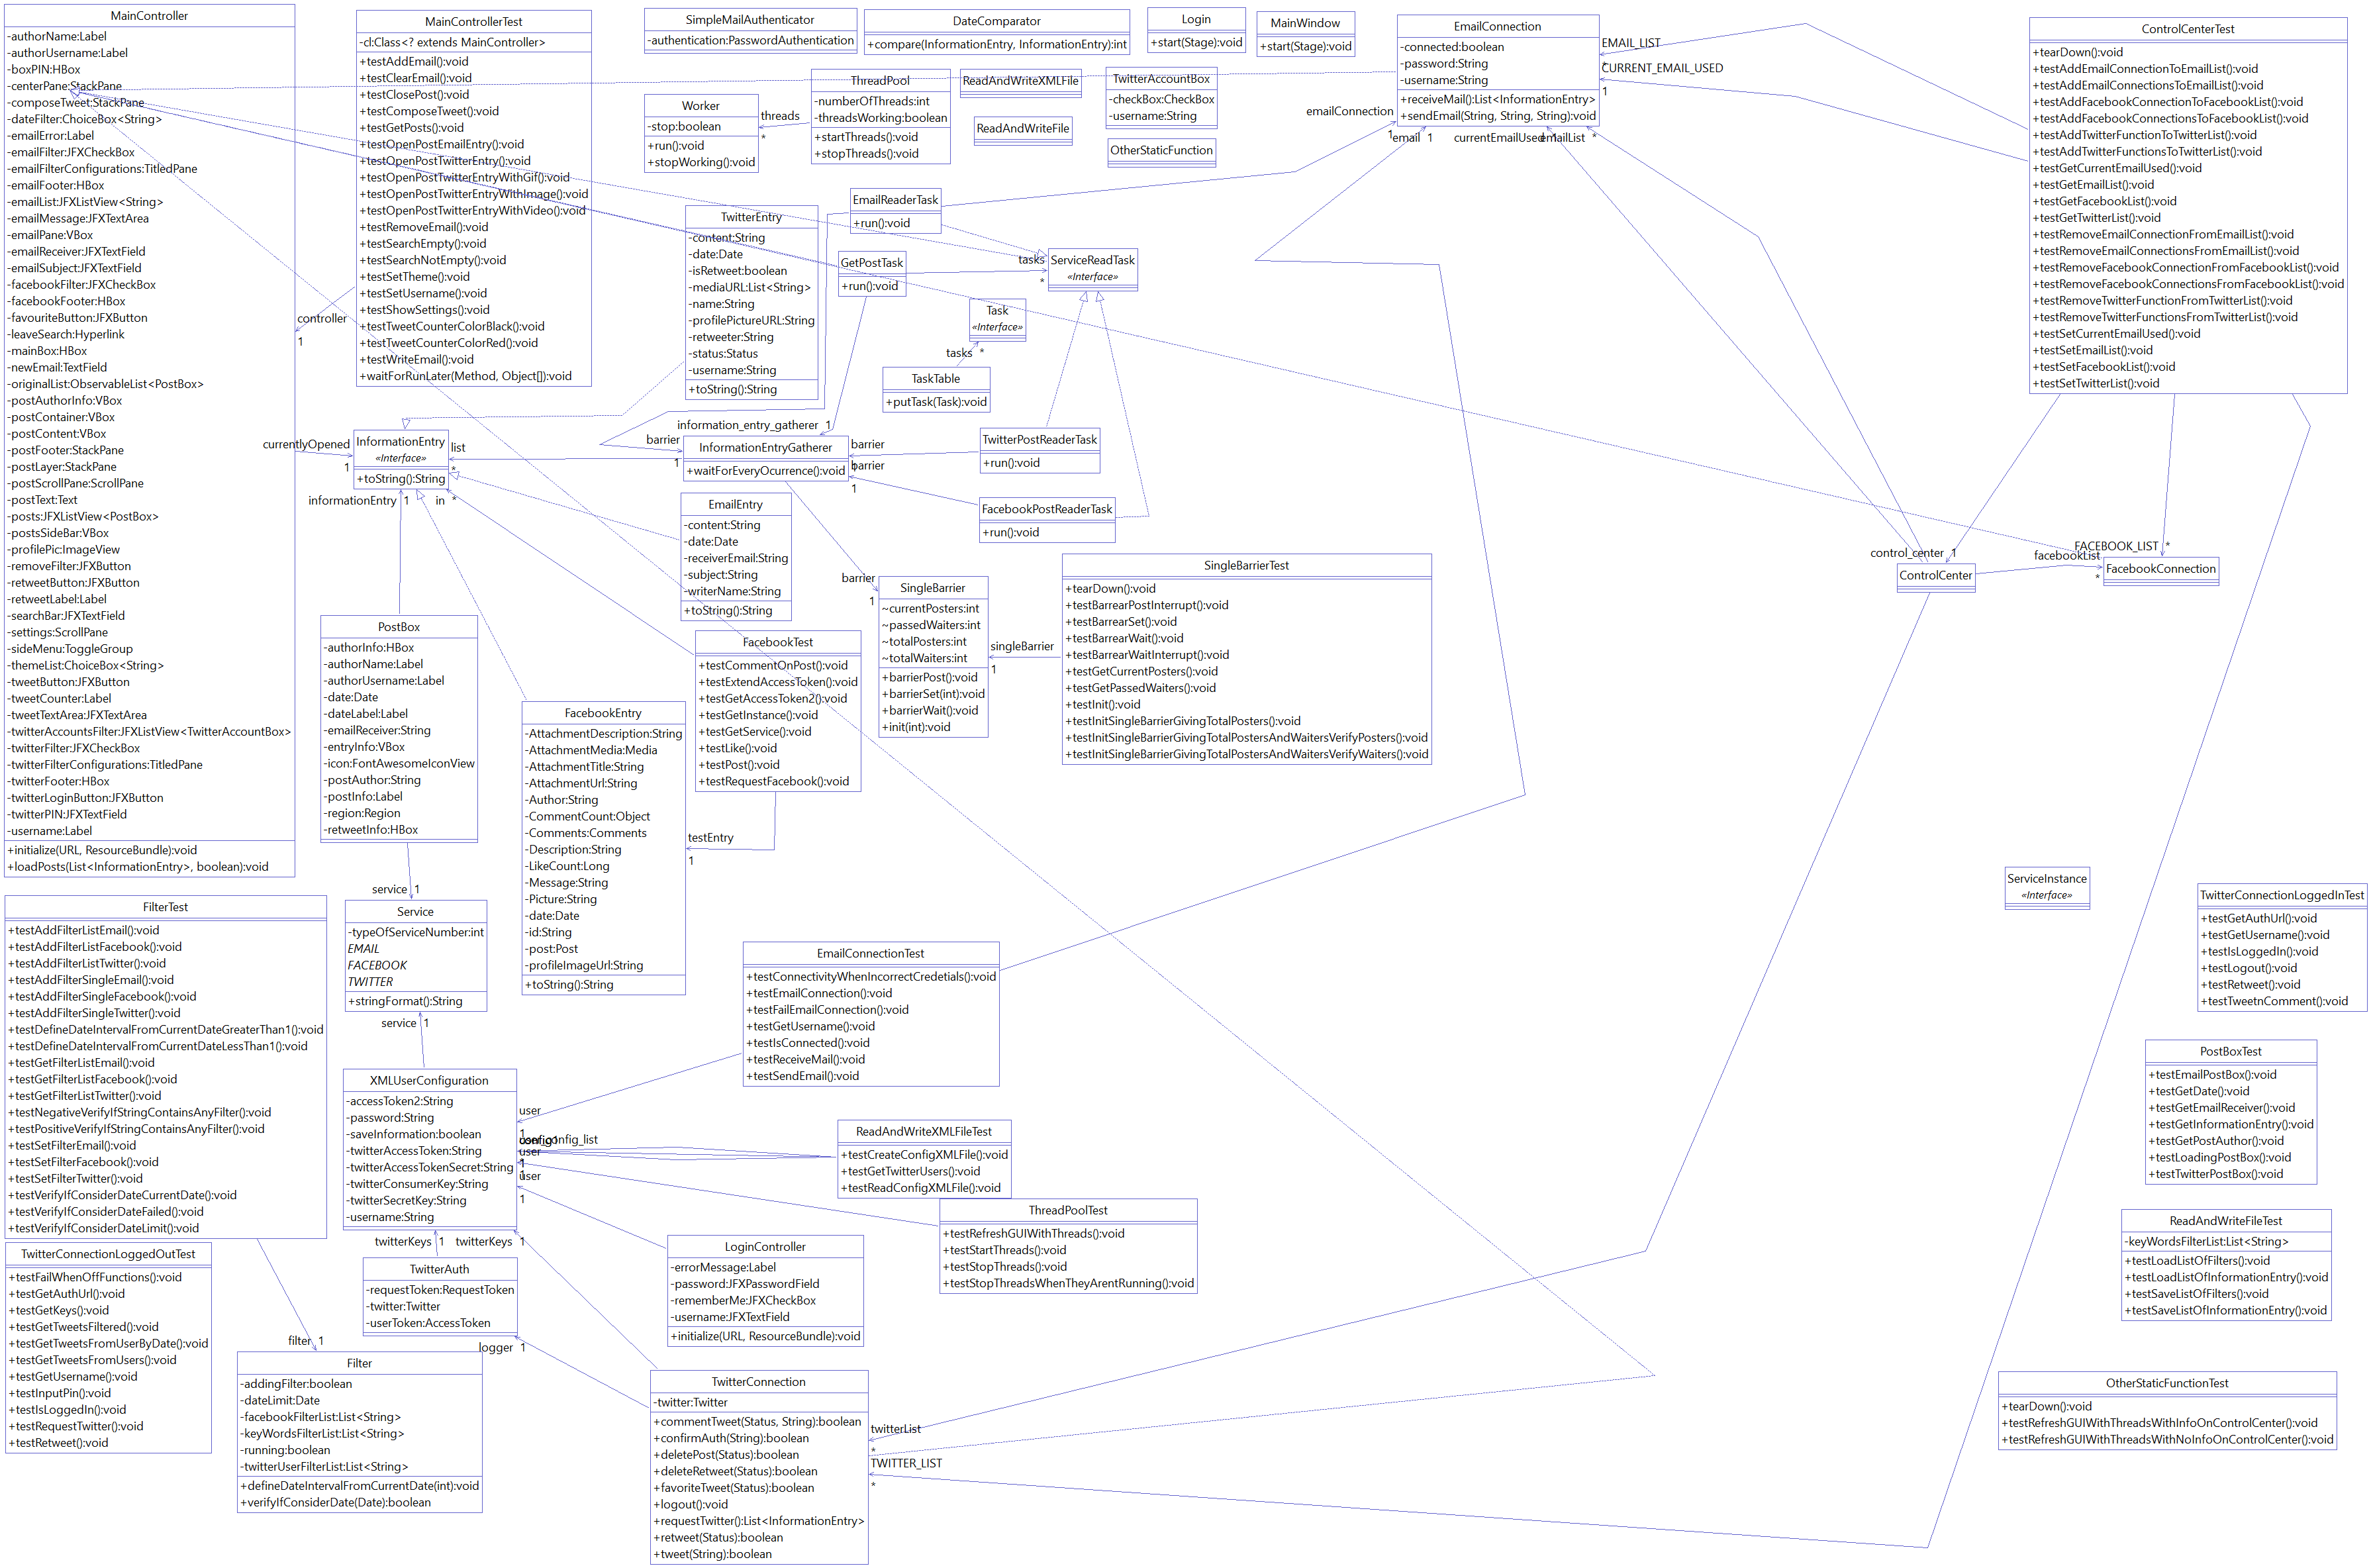 MainController
-authorName:Label
-authorUsername:Label
-boxPIN:HBox
-centerPane:StackPane
-composeTweet:StackPane
-dateFilter:ChoiceBox<String>
-emailError:Label
-emailFilter:JFXCheckBox
-emailFilterConfigurations:TitledPane
-emailFooter:HBox
-emailList:JFXListView<String>
-emailMessage:JFXTextArea
-emailPane:VBox
-emailReceiver:JFXTextField
-emailSubject:JFXTextField
-facebookFilter:JFXCheckBox
-facebookFooter:HBox
-favouriteButton:JFXButton
-leaveSearch:Hyperlink
-mainBox:HBox
-newEmail:TextField
-originalList:ObservableList<PostBox>
-postAuthorInfo:VBox
-postContainer:VBox
-postContent:VBox
-postFooter:StackPane
-postLayer:StackPane
-postScrollPane:ScrollPane
-postText:Text
-posts:JFXListView<PostBox>
-postsSideBar:VBox
-profilePic:ImageView
-removeFilter:JFXButton
-retweetButton:JFXButton
-retweetLabel:Label
-searchBar:JFXTextField
-settings:ScrollPane
-sideMenu:ToggleGroup
-themeList:ChoiceBox<String>
-tweetButton:JFXButton
-tweetCounter:Label
-tweetTextArea:JFXTextArea
-twitterAccountsFilter:JFXListView<TwitterAccountBox>
-twitterFilter:JFXCheckBox
-twitterFilterConfigurations:TitledPane
-twitterFooter:HBox
-twitterLoginButton:JFXButton
-twitterPIN:JFXTextField
-username:Label
+initialize(URL, ResourceBundle):void
+loadPosts(List<InformationEntry>, boolean):void
MainControllerTest
-cl:Class<? extends MainController>
+testAddEmail():void
+testClearEmail():void
+testClosePost():void
+testComposeTweet():void
+testGetPosts():void
+testOpenPostEmailEntry():void
+testOpenPostTwitterEntry():void
+testOpenPostTwitterEntryWithGif():void
+testOpenPostTwitterEntryWithImage():void
+testOpenPostTwitterEntryWithVideo():void
+testRemoveEmail():void
+testSearchEmpty():void
+testSearchNotEmpty():void
+testSetTheme():void
+testSetUsername():void
+testShowSettings():void
+testTweetCounterColorBlack():void
+testTweetCounterColorRed():void
+testWriteEmail():void
+waitForRunLater(Method, Object[]):void
controller
1
SimpleMailAuthenticator
-authentication:PasswordAuthentication
DateComparator
+compare(InformationEntry, InformationEntry):int
Login
+start(Stage):void
MainWindow
+start(Stage):void
Worker
-stop:boolean
+run():void
+stopWorking():void
threads
*
ThreadPool
-numberOfThreads:int
-threadsWorking:boolean
+startThreads():void
+stopThreads():void
ReadAndWriteXMLFile
ReadAndWriteFile
TwitterAccountBox
-checkBox:CheckBox
-username:String
OtherStaticFunction
EmailConnection
-connected:boolean
-password:String
-username:String
+receiveMail():List<InformationEntry>
+sendEmail(String, String, String):void
EMAIL_LIST
*
CURRENT_EMAIL_USED
1
emailConnection
1
email 1
currentEmailUsed
1
emailList *
ControlCenterTest
+tearDown():void
+testAddEmailConnectionToEmailList():void
+testAddEmailConnectionsToEmailList():void
+testAddFacebookConnectionToFacebookList():void
+testAddFacebookConnectionsToFacebookList():void
+testAddTwitterFunctionToTwitterList():void
+testAddTwitterFunctionsToTwitterList():void
+testGetCurrentEmailUsed():void
+testGetEmailList():void
+testGetFacebookList():void
+testGetTwitterList():void
+testRemoveEmailConnectionFromEmailList():void
+testRemoveEmailConnectionsFromEmailList():void
+testRemoveFacebookConnectionFromFacebookList():void
+testRemoveFacebookConnectionsFromFacebookList():void
+testRemoveTwitterFunctionFromTwitterList():void
+testRemoveTwitterFunctionsFromTwitterList():void
+testSetCurrentEmailUsed():void
+testSetEmailList():void
+testSetFacebookList():void
+testSetTwitterList():void
TwitterEntry
-content:String
-date:Date
-isRetweet:boolean
-mediaURL:List<String>
-name:String
-profilePictureURL:String
-retweeter:String
-status:Status
-username:String
+toString():String
EmailReaderTask
+run():void
GetPostTask
+run():void
tasks
*
ServiceReadTask
«Interface»
Task
«Interface»
tasks *
TaskTable
+putTask(Task):void
currentlyOpened
1
InformationEntry
«Interface»
+toString():String
list
*
informationEntry 1
in *
information_entry_gatherer 1
barrier
1
InformationEntryGatherer
+waitForEveryOcurrence():void
barrier
1
barrier
1
TwitterPostReaderTask
+run():void
FacebookPostReaderTask
+run():void
EmailEntry
-content:String
-date:Date
-receiverEmail:String
-subject:String
-writerName:String
+toString():String
barrier
1
SingleBarrier
~currentPosters:int
~passedWaiters:int
~totalPosters:int
~totalWaiters:int
+barrierPost():void
+barrierSet(int):void
+barrierWait():void
+init(int):void
singleBarrier
1
SingleBarrierTest
+tearDown():void
+testBarrearPostInterrupt():void
+testBarrearSet():void
+testBarrearWait():void
+testBarrearWaitInterrupt():void
+testGetCurrentPosters():void
+testGetPassedWaiters():void
+testInit():void
+testInitSingleBarrierGivingTotalPosters():void
+testInitSingleBarrierGivingTotalPostersAndWaitersVerifyPosters():void
+testInitSingleBarrierGivingTotalPostersAndWaitersVerifyWaiters():void
control_center 1
ControlCenter
FACEBOOK_LIST *
facebookList
*
FacebookConnection
PostBox
-authorInfo:HBox
-authorName:Label
-authorUsername:Label
-date:Date
-dateLabel:Label
-emailReceiver:String
-entryInfo:VBox
-icon:FontAwesomeIconView
-postAuthor:String
-postInfo:Label
-region:Region
-retweetInfo:HBox
FacebookTest
+testCommentOnPost():void
+testExtendAccessToken():void
+testGetAccessToken2():void
+testGetInstance():void
+testGetService():void
+testLike():void
+testPost():void
+testRequestFacebook():void
testEntry
1
FacebookEntry
-AttachmentDescription:String
-AttachmentMedia:Media
-AttachmentTitle:String
-AttachmentUrl:String
-Author:String
-CommentCount:Object
-Comments:Comments
-Description:String
-LikeCount:Long
-Message:String
-Picture:String
-date:Date
-id:String
-post:Post
-profileImageUrl:String
+toString():String
service 1
Service
-typeOfServiceNumber:int
EMAIL
FACEBOOK
TWITTER
+stringFormat():String
service 1
FilterTest
+testAddFilterListEmail():void
+testAddFilterListFacebook():void
+testAddFilterListTwitter():void
+testAddFilterSingleEmail():void
+testAddFilterSingleFacebook():void
+testAddFilterSingleTwitter():void
+testDefineDateIntervalFromCurrentDateGreaterThan1():void
+testDefineDateIntervalFromCurrentDateLessThan1():void
+testGetFilterListEmail():void
+testGetFilterListFacebook():void
+testGetFilterListTwitter():void
+testNegativeVerifyIfStringContainsAnyFilter():void
+testPositiveVerifyIfStringContainsAnyFilter():void
+testSetFilterEmail():void
+testSetFilterFacebook():void
+testSetFilterTwitter():void
+testVerifyIfConsiderDateCurrentDate():void
+testVerifyIfConsiderDateFailed():void
+testVerifyIfConsiderDateLimit():void
XMLUserConfiguration
-accessToken2:String
-password:String
-saveInformation:boolean
-twitterAccessToken:String
-twitterAccessTokenSecret:String
-twitterConsumerKey:String
-twitterSecretKey:String
-username:String
user
1
user
1
user
1
EmailConnectionTest
+testConnectivityWhenIncorrectCredetials():void
+testEmailConnection():void
+testFailEmailConnection():void
+testGetUsername():void
+testIsConnected():void
+testReceiveMail():void
+testSendEmail():void
ReadAndWriteXMLFileTest
+testCreateConfigXMLFile():void
+testGetTwitterUsers():void
+testReadConfigXMLFile():void
ThreadPoolTest
+testRefreshGUIWithThreads():void
+testStartThreads():void
+testStopThreads():void
+testStopThreadsWhenTheyArentRunning():void
LoginController
-errorMessage:Label
-password:JFXPasswordField
-rememberMe:JFXCheckBox
-username:JFXTextField
+initialize(URL, ResourceBundle):void
twitterKeys 1
twitterKeys 1
TwitterAuth
-requestToken:RequestToken
-twitter:Twitter
-userToken:AccessToken
logger 1
TwitterConnectionLoggedOutTest
+testFailWhenOffFunctions():void
+testGetAuthUrl():void
+testGetKeys():void
+testGetTweetsFiltered():void
+testGetTweetsFromUserByDate():void
+testGetTweetsFromUsers():void
+testGetUsername():void
+testInputPin():void
+testIsLoggedIn():void
+testRequestTwitter():void
+testRetweet():void
filter 1
Filter
-addingFilter:boolean
-dateLimit:Date
-facebookFilterList:List<String>
-keyWordsFilterList:List<String>
-running:boolean
-twitterUserFilterList:List<String>
+defineDateIntervalFromCurrentDate(int):void
+verifyIfConsiderDate(Date):boolean
TwitterConnection
-twitter:Twitter
+commentTweet(Status, String):boolean
+confirmAuth(String):boolean
+deletePost(Status):boolean
+deleteRetweet(Status):boolean
+favoriteTweet(Status):boolean
+logout():void
+requestTwitter():List<InformationEntry>
+retweet(Status):boolean
+tweet(String):boolean
twitterList
*
TWITTER_LIST
*
ServiceInstance
«Interface»
TwitterConnectionLoggedInTest
+testGetAuthUrl():void
+testGetUsername():void
+testIsLoggedIn():void
+testLogout():void
+testRetweet():void
+testTweetnComment():void
PostBoxTest
+testEmailPostBox():void
+testGetDate():void
+testGetEmailReceiver():void
+testGetInformationEntry():void
+testGetPostAuthor():void
+testLoadingPostBox():void
+testTwitterPostBox():void
ReadAndWriteFileTest
-keyWordsFilterList:List<String>
+testLoadListOfFilters():void
+testLoadListOfInformationEntry():void
+testSaveListOfFilters():void
+testSaveListOfInformationEntry():void
OtherStaticFunctionTest
+tearDown():void
+testRefreshGUIWithThreadsWithInfoOnControlCenter():void
+testRefreshGUIWithThreadsWithNoInfoOnControlCenter():void